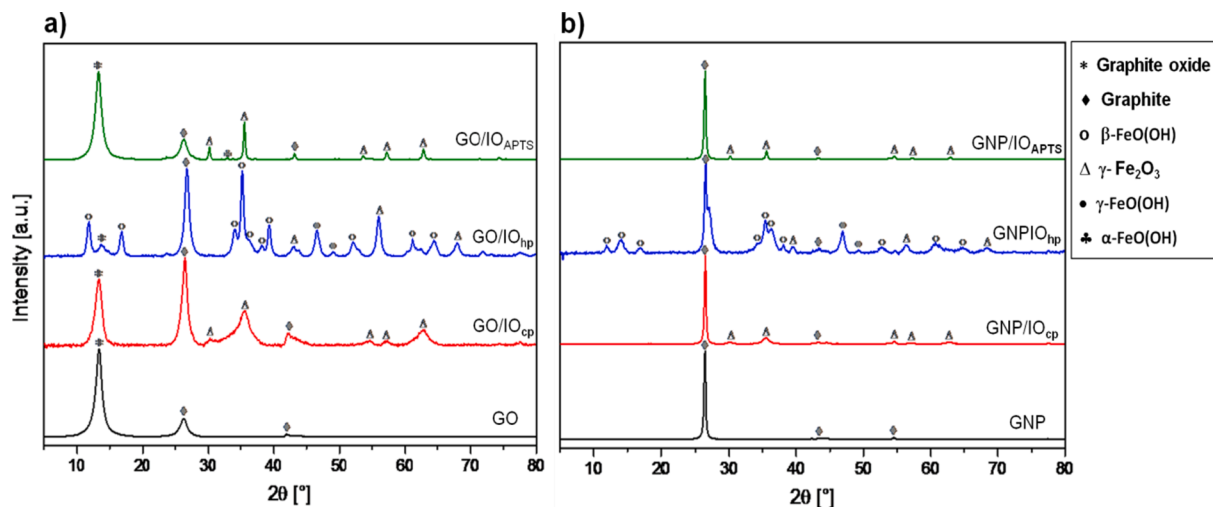 a)
b)
Intensity [a.u.]
GO/IOAPTS
GO/IOhp
GO/IOcp
GO
10 20 30 40 50 60 70 80
2θ [°]
GNP/IOAPTS
GNPIOhp
GNP/IOcp
GNP
10 20 30 40 50 60 70 80
2θ [°]
* Graphite oxide
♦ Graphite
o β-FeO(OH)
Δ γ- Fe2O3
• γ-FeO(OH)
♣ α-FeO(OH)